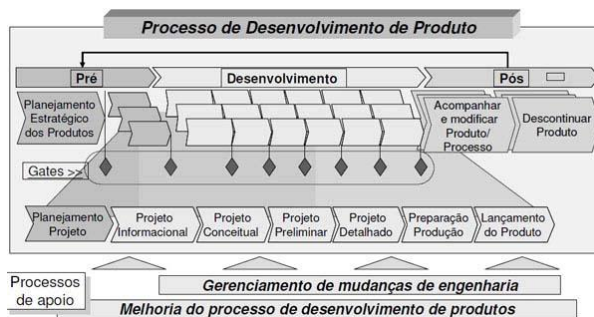 Processo de Desenvolvimento de Produto
Pré
Desenvolvimento
Pós
Planejamento
Estratégico
dos Produtos
Acompanhar
e modificar
Produto/
Processo
Descontinuar
Produto
Gates >>
Planejamento
Projeto
Projeto
Informacional
Projeto
Conceitual
Projeto
Preliminar
Projeto
Detalhado
Preparação
Produção
Lançamento
do Produto
Processos
de apoio
Gerenciamento de mudanças de engenharia
Melhoria do processo de desenvolvimento de produtos